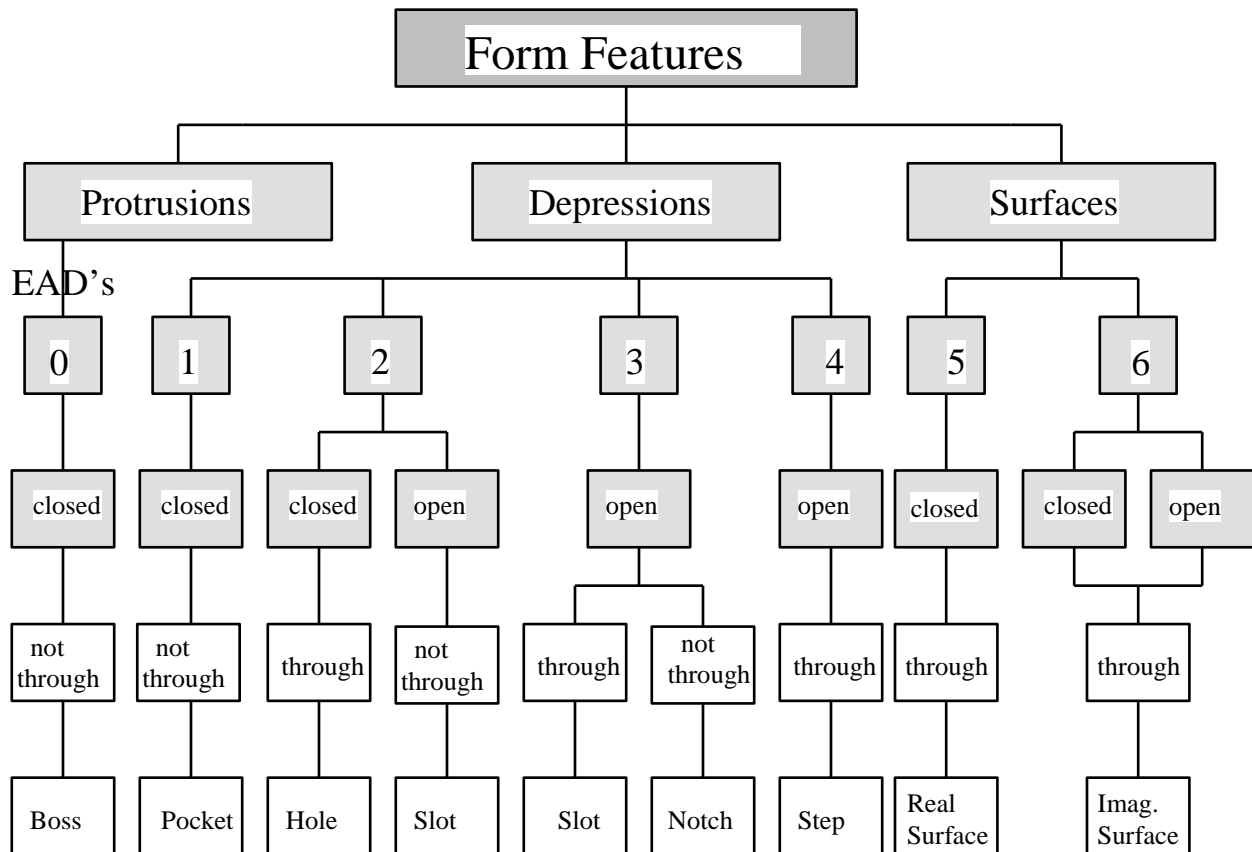 Form Features
Protrusions
Depressions
Surfaces
EAD’s
0
1
2
3
4
5
6
closed
closed
closed
open
open
open
closed
closed
open
not
through
not
through
through
not
through
through
not
through
through
through
through
Boss
Pocket
Hole
Slot
Slot
Notch
Step
Real
Surface
Imag.
Surface